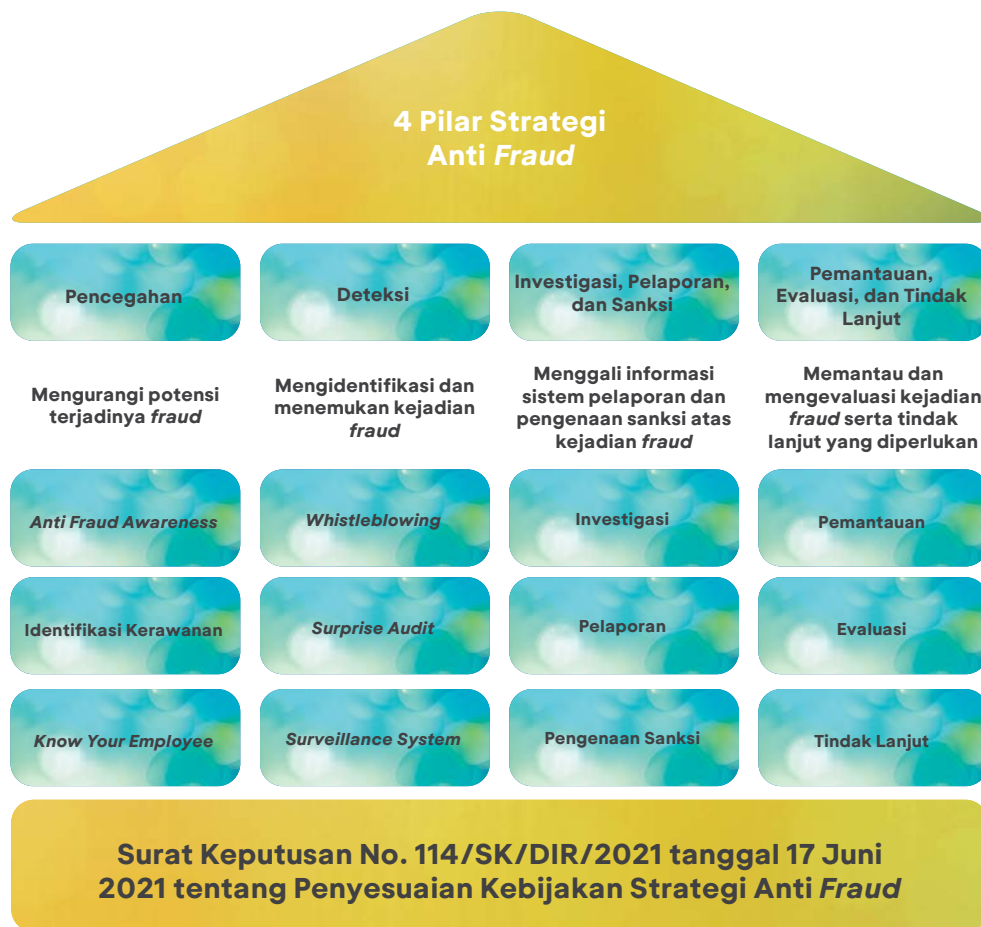 4 Pilar Strategi
Anti Fraud
Pencegahan
Deteksi
Investigasi, Pelaporan,
dan Sanksi
Pemantauan,
Evaluasi, dan Tindak
Lanjut
Mengurangi potensi
terjadinya fraud
Mengidentifikasi dan
menemukan kejadian
fraud
Menggali informasi
sistem pelaporan dan
pengenaan sanksi atas
kejadian fraud
Memantau dan
mengevaluasi kejadian
fraud serta tindak
lanjut yang diperlukan
Anti Fraud Awareness
Whistleblowing
Investigasi
Pemantauan
Identifikasi Kerawanan
Surprise Audit
Pelaporan
Evaluasi
Know Your Employee
Surveillance System
Pengenaan Sanksi
Tindak Lanjut
Surat Keputusan No. 114/SK/DIR/2021 tanggal 17 Juni
2021 tentang Penyesuaian Kebijakan Strategi Anti Fraud